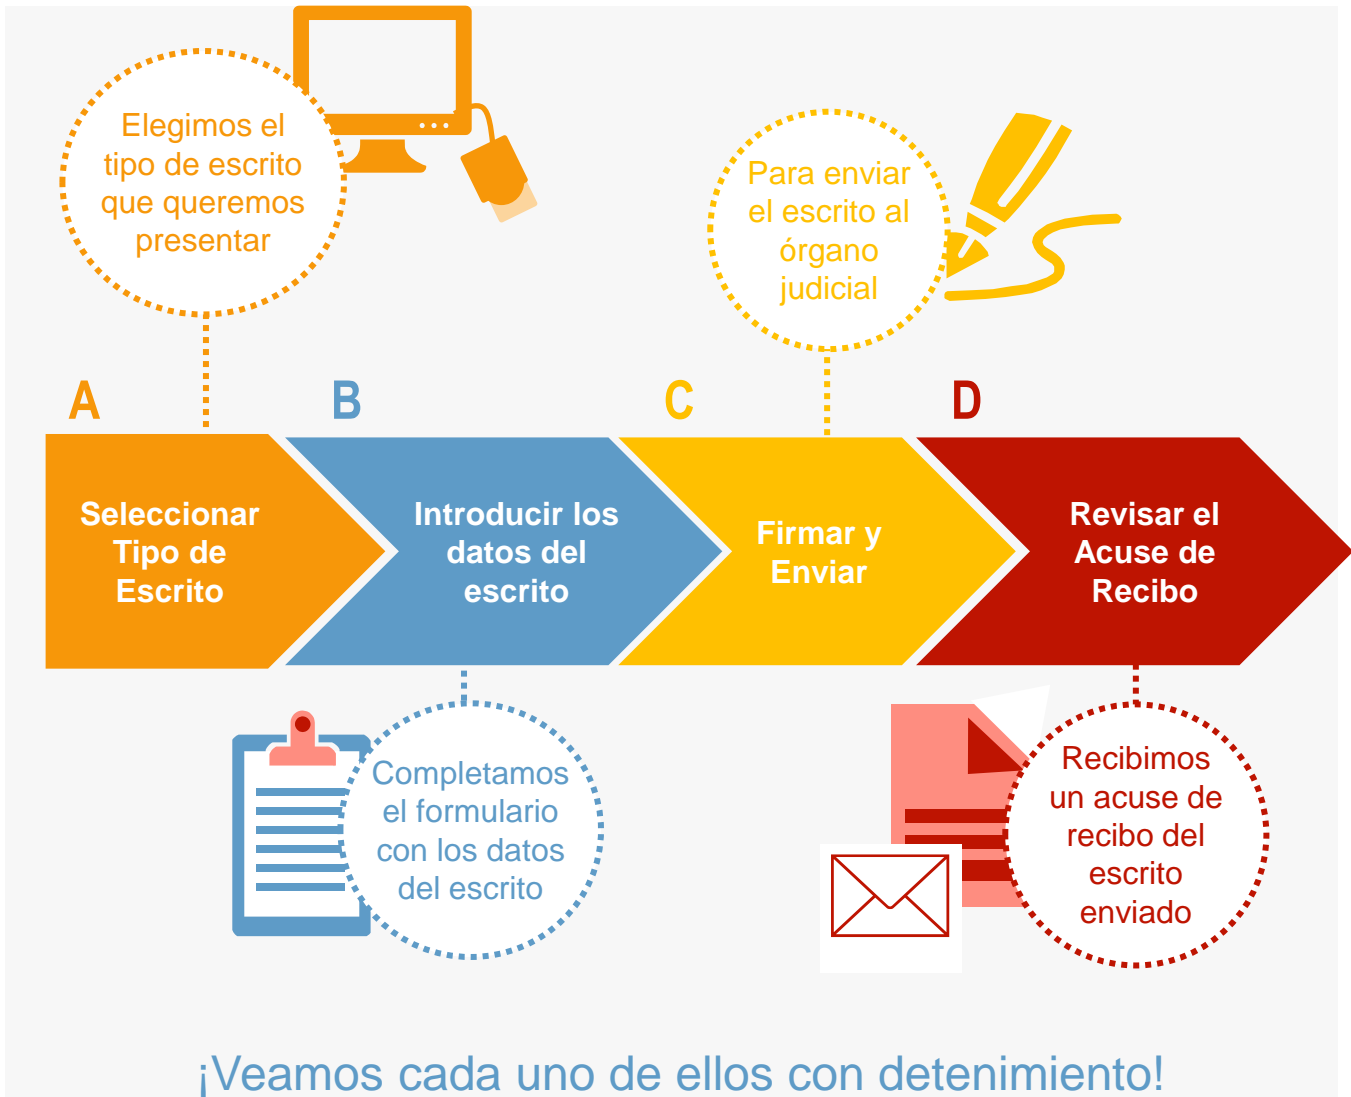 Elegimos el
tipo de escrito
que queremos
presentar
Para enviar
el escrito al
órgano
judicial
A
B
C
D
Seleccionar
Tipo de
Escrito
Introducir los
datos del
escrito
Firmar y
Enviar
Revisar el
Acuse de
Recibo
Completamos
el formulario
con los datos
del escrito
Recibimos
un acuse de
recibo del
escrito
enviado
¡Veamos cada uno de ellos con detenimiento!